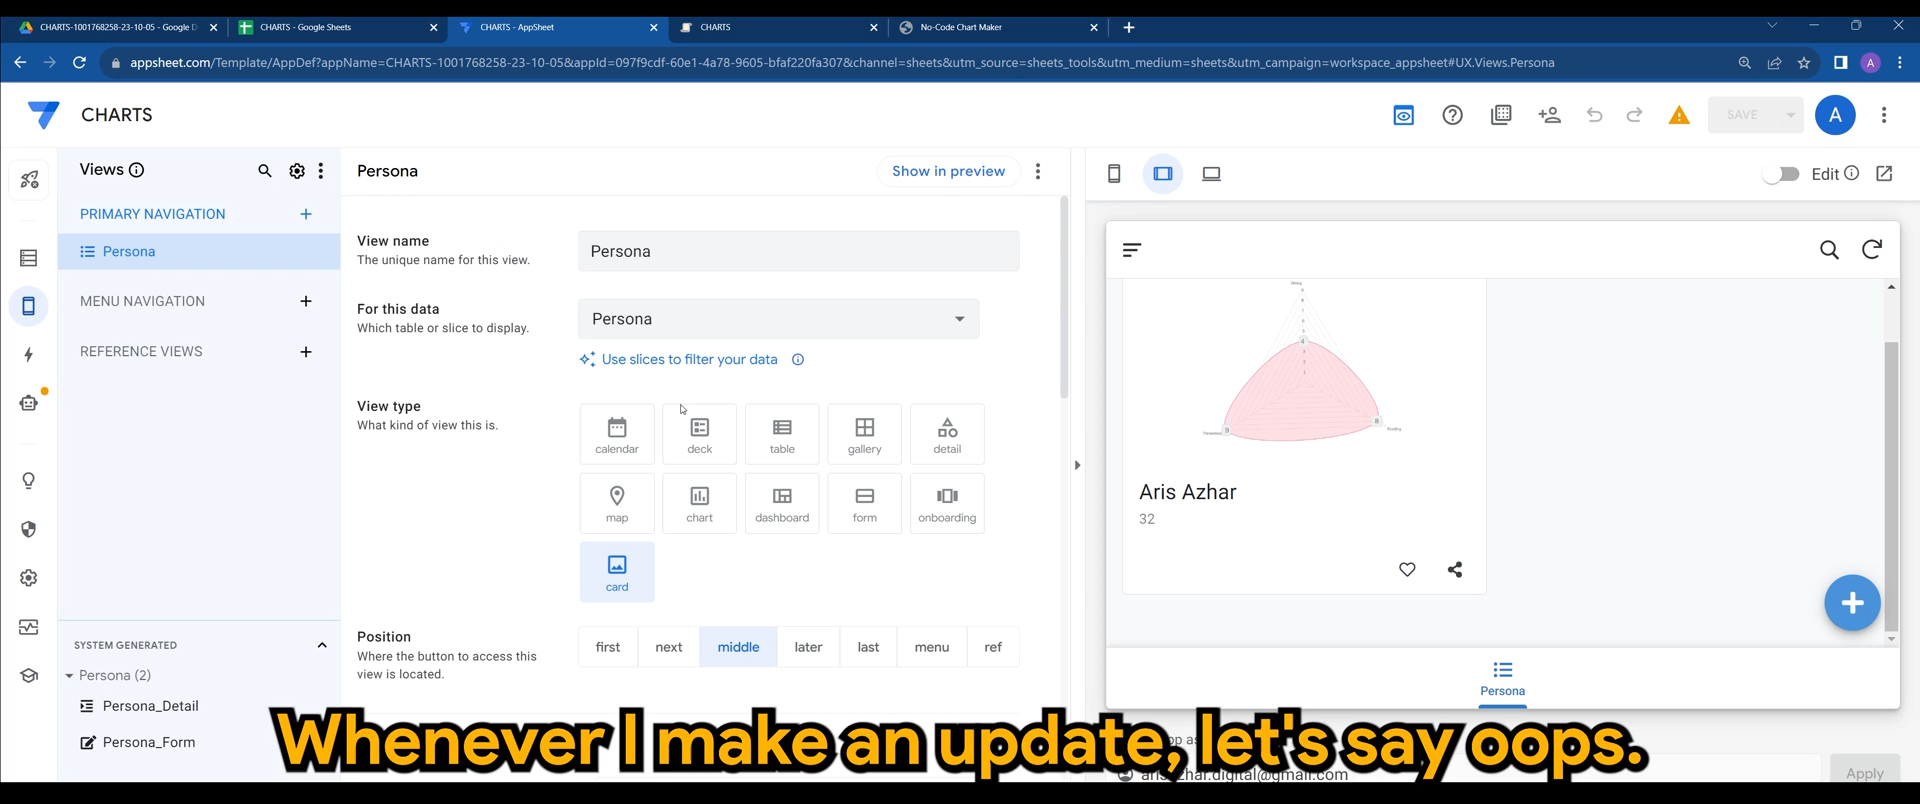 CHARTS-1001768258-23-10-05 - Google D
CHARTS - Google Sheets
CHARTS - AppSheet
CHARTS
No-Code Chart Maker
appsheet.com/Template/AppDef?appName=CHARTS-1001768258-23-10-05&appId=097f9cdf-60e1-4a78-9605-bfaf220fa307&channel=sheets&utm_source=sheets_tools&utm_medium=sheets&utm_campaign=workspace_appsheet#UX.Views.Persona
A
CHARTS
SAVE
A
Views
Persona
Show in preview
Edit
PRIMARY NAVIGATION
Persona
MENU NAVIGATION
REFERENCE VIEWS
View name
The unique name for this view.
Persona
For this data
Which table or slice to display.
Persona
Use slices to filter your data
View type
What kind of view this is.
calendar
deck
table
gallery
detail
map
chart
dashboard
form
onboarding
card
Position
Where the button to access this
view is located.
first
next
middle
later
last
menu
ref
SYSTEM GENERATED
Persona (2)
Persona_Detail
Persona_Form
4
9
8
Reading
Aris Azhar
32
Persona
Whenever I make an update, let's say oops.
Apply